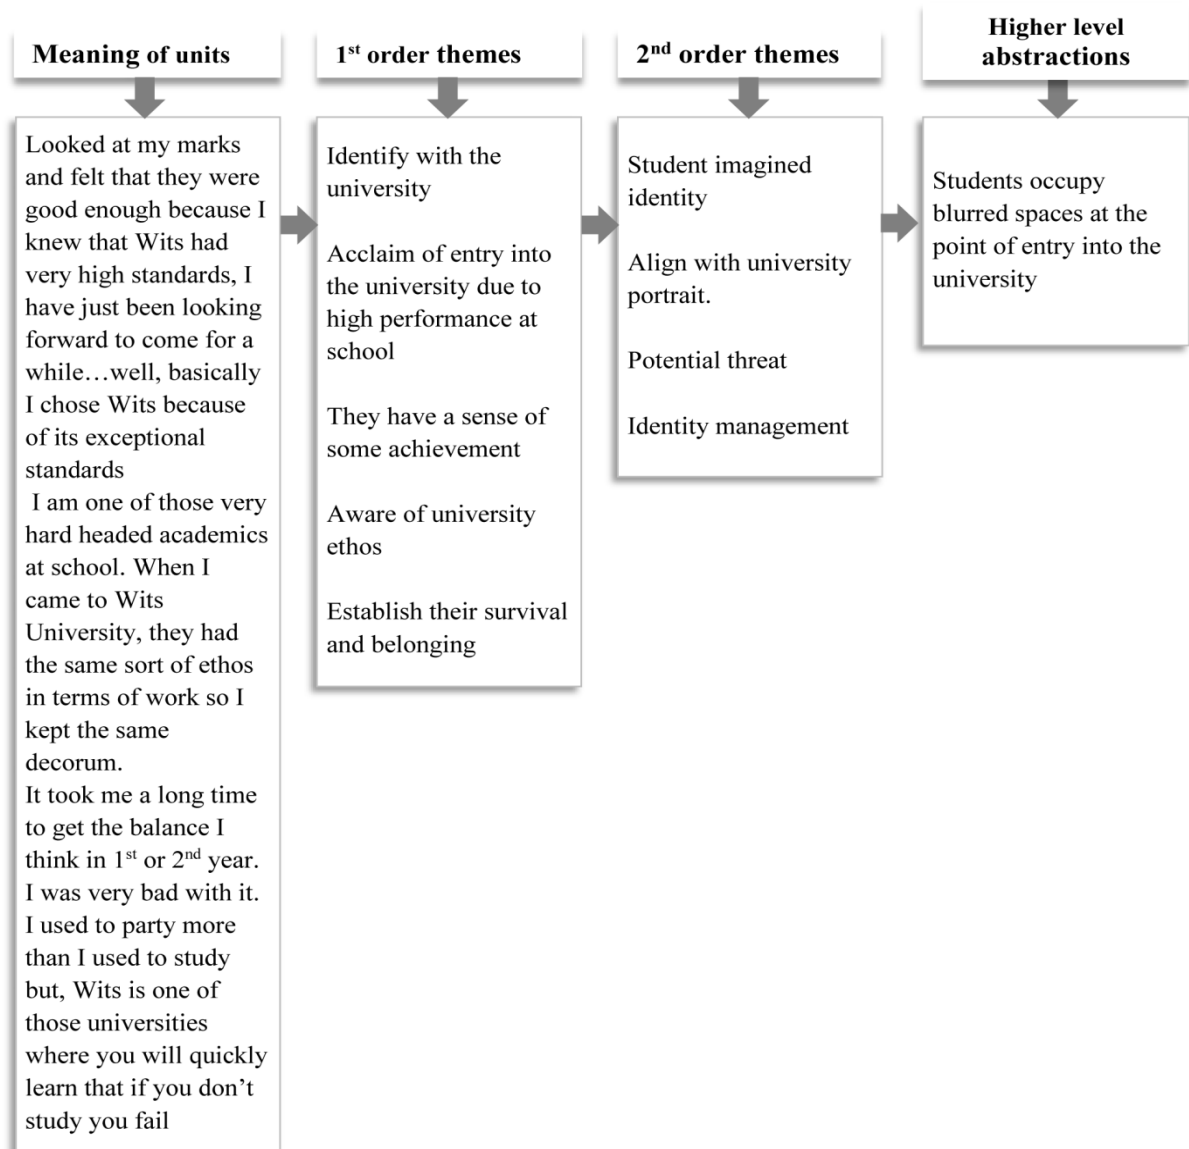 Meaning of units
Looked at my marks
and felt that they were
good enough because I
knew that Wits had
very high standards, I
have just been looking
forward to come for a
while…well, basically
I chose Wits because
of its exceptional
standards
I am one of those very
hard headed academics
at school. When I
came to Wits
University, they had
the same sort of ethos
in terms of work so I
kept the same
decorum.
It took me a long time
to get the balance I
think in 1st or 2nd year.
I was very bad with it.
I used to party more
than I used to study
but, Wits is one of
those universities
where you will quickly
learn that if you don’t
study you fail
1st order themes
Identify with the
university
Acclaim of entry into
the university due to
high performance at
school
They have a sense of
some achievement
Aware of university
ethos
Establish their survival
and belonging
2nd order themes
Student imagined
identity
Align with university
portrait.
Potential threat
Identity management
Higher level
abstractions
Students occupy
blurred spaces at the
point of entry into the
university